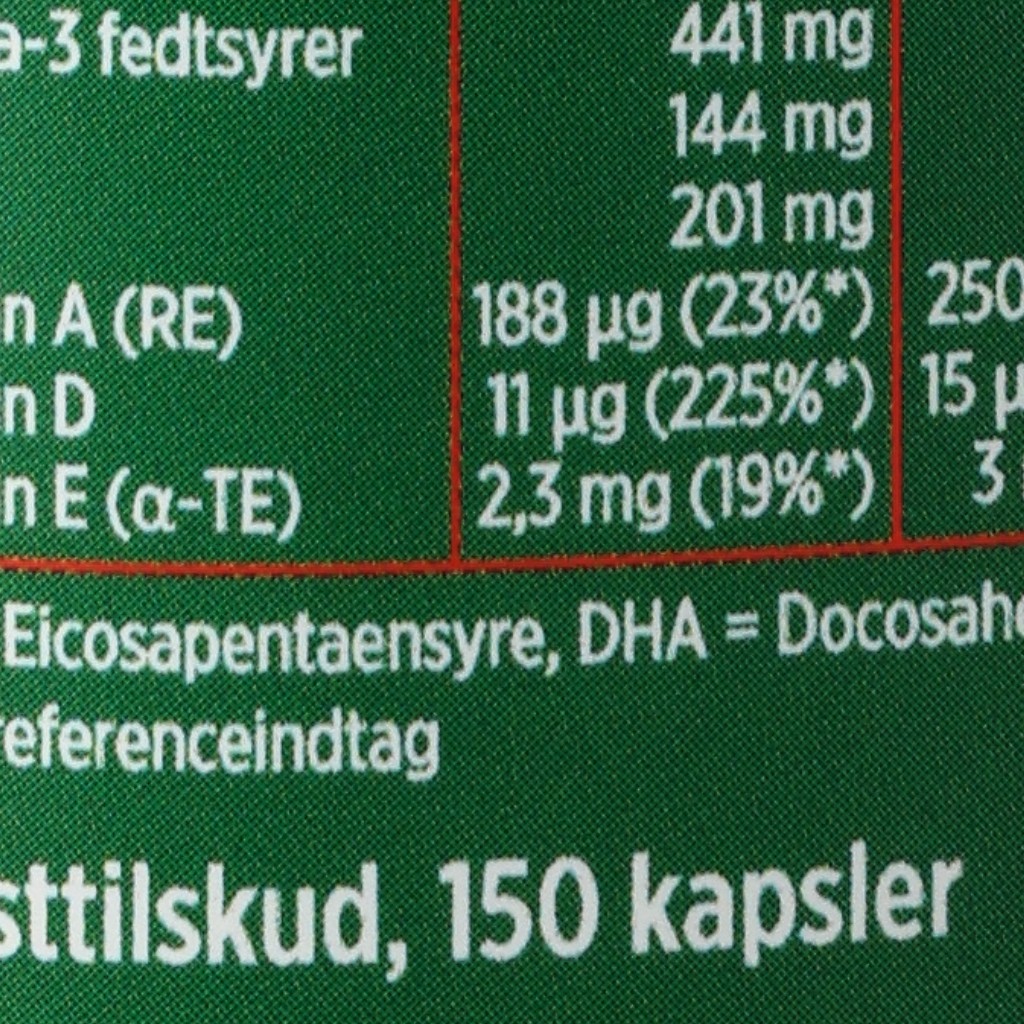 a-3 fedtsyrer 441 mg
144 mg
201 mg
n A (RE) 188 µg (23%*) 250
n D 11 µg (225%*) 15 µ
n E (α-TE) 2,3 mg (19%*) 3
Eicosapentaensyre, DHA = Docosahe
eferenceindtag
sttilskud, 150 kapsler